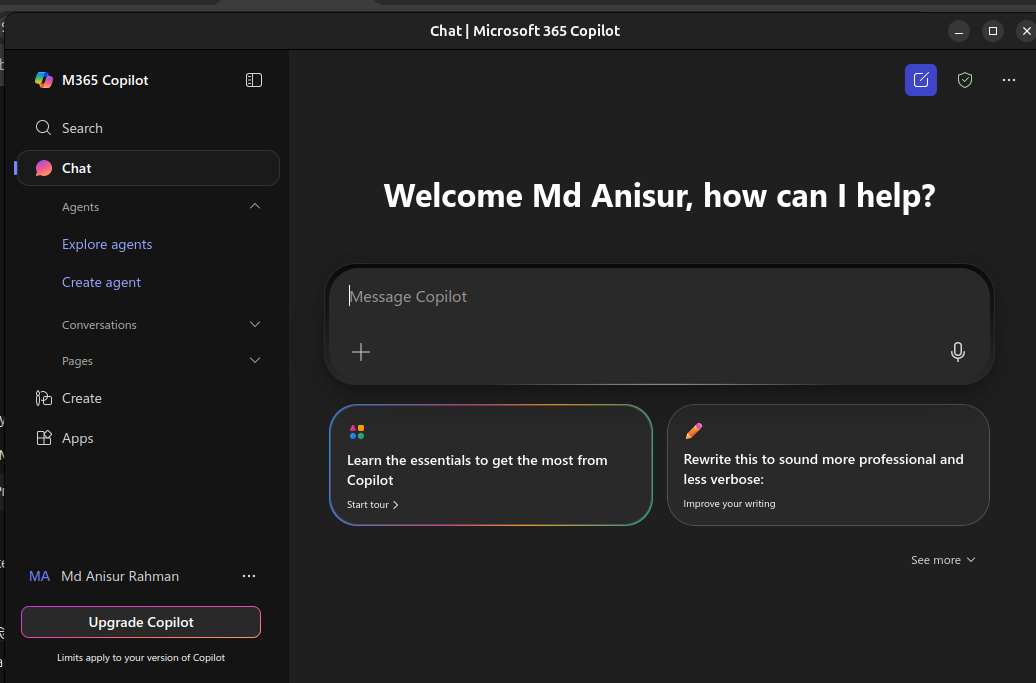 Chat | Microsoft 365 Copilot
M365 Copilot
Search
Chat
Agents
Explore agents
Create agent
Conversations
Pages
Create
Apps
MA Md Anisur Rahman
Upgrade Copilot
Limits apply to your version of Copilot
Welcome Md Anisur, how can I help?
Message Copilot
Learn the essentials to get the most from
Copilot
Start tour
Rewrite this to sound more professional and
less verbose:
Improve your writing
See more